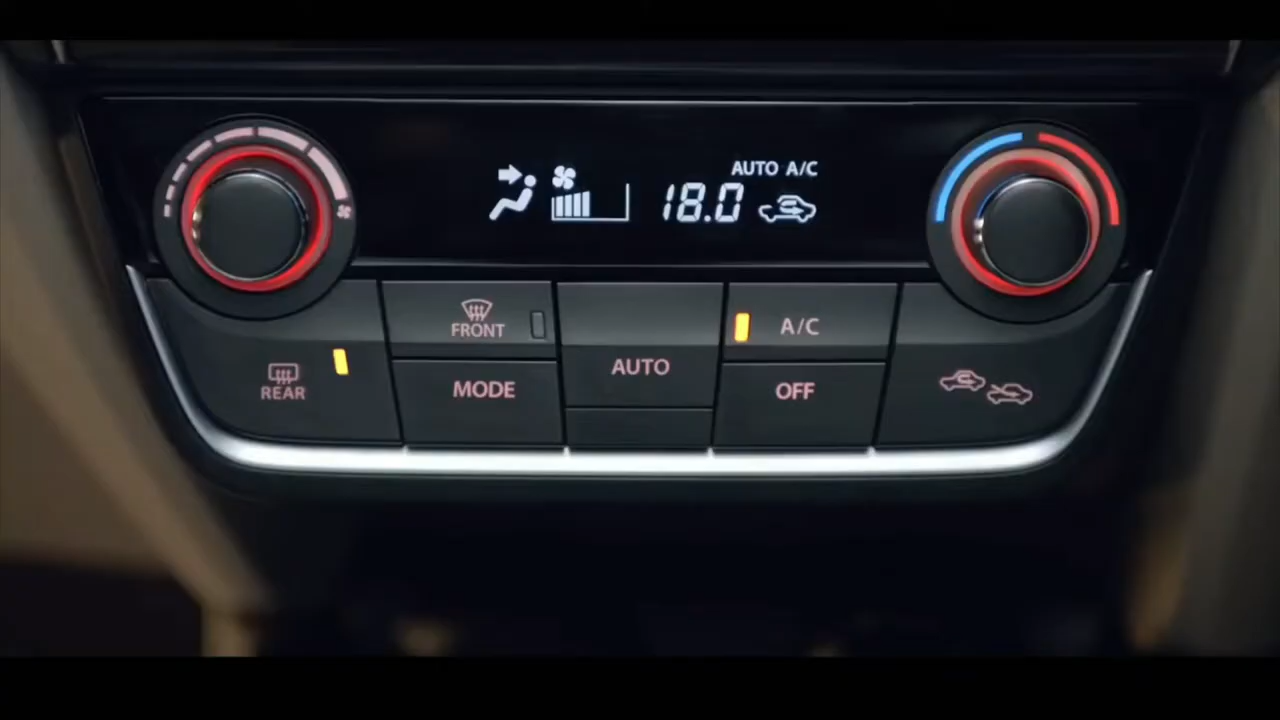 AUTO A/C
18.0
FRONT
A/C
REAR
MODE
AUTO
OFF